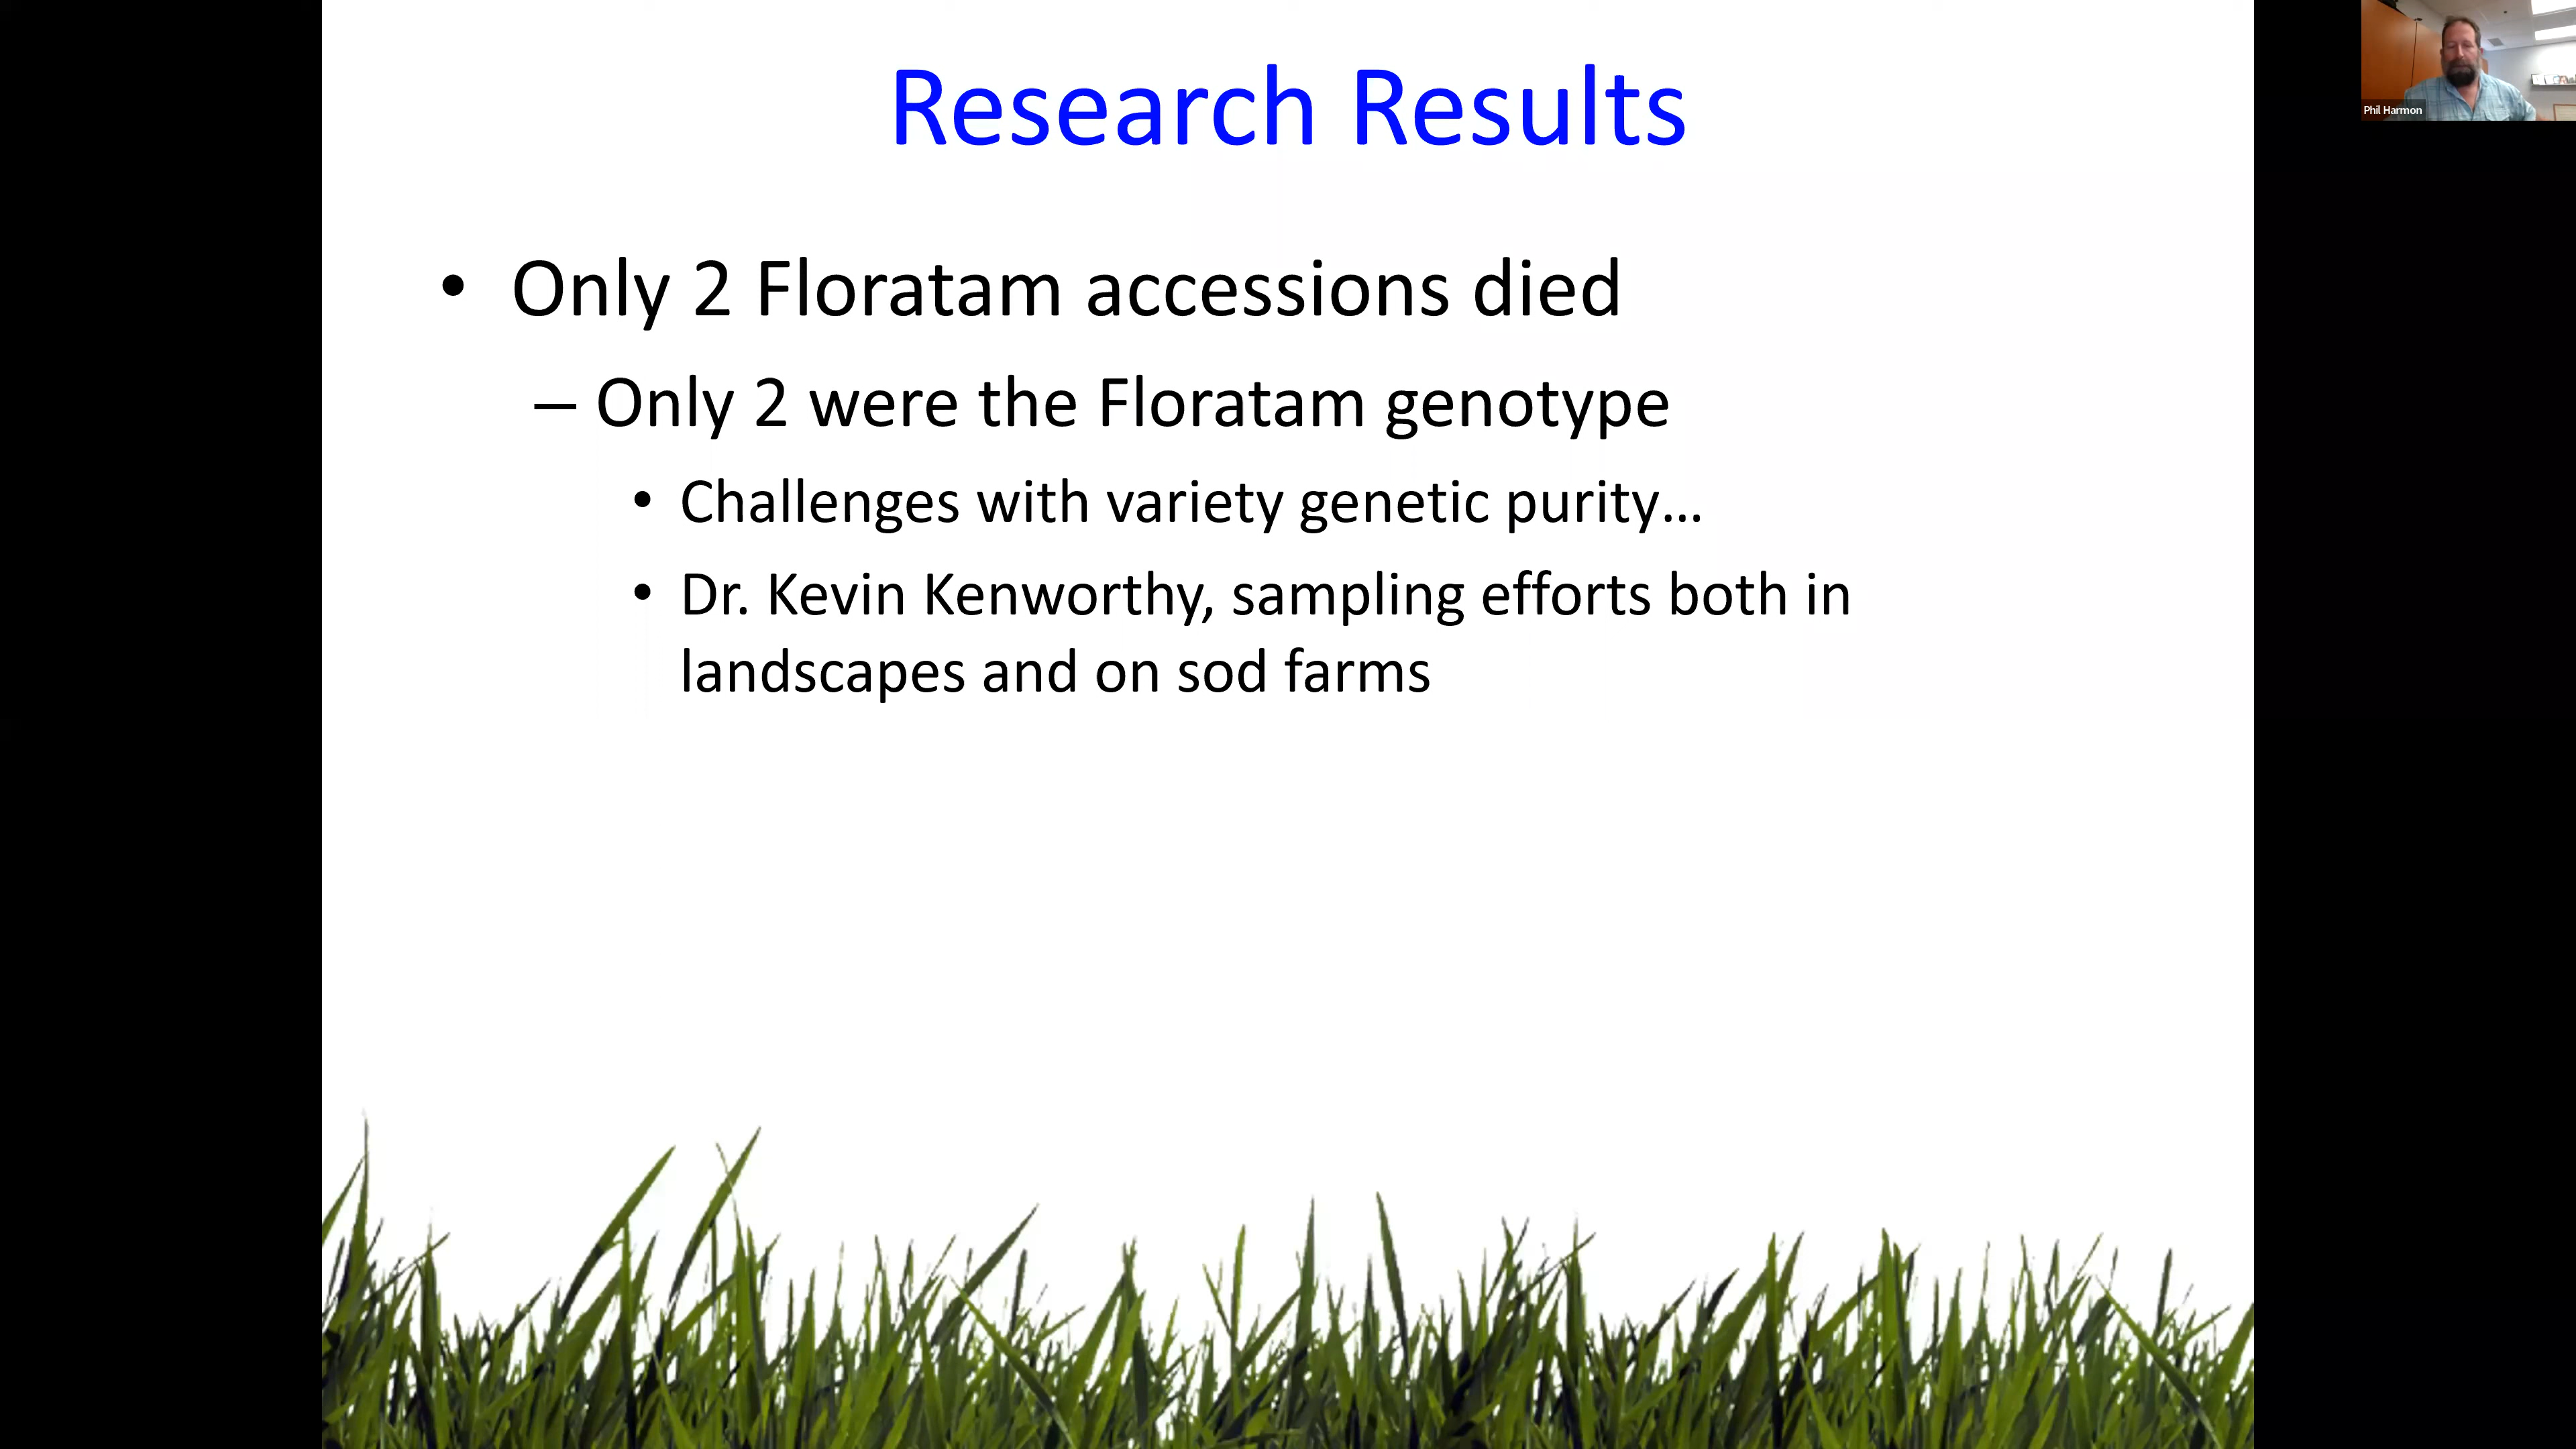 Research Results
• Only 2 Floratam accessions died
– Only 2 were the Floratam genotype
• Challenges with variety genetic purity…
• Dr. Kevin Kenworthy, sampling efforts both in
landscapes and on sod farms
Phil Harmon